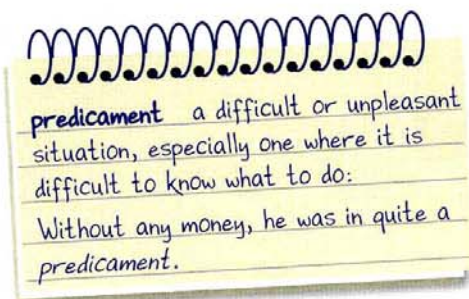 predicament a difficult or unpleasant
situation, especially one where it is
difficult to know what to do:
Without any money, he was in quite a
predicament.